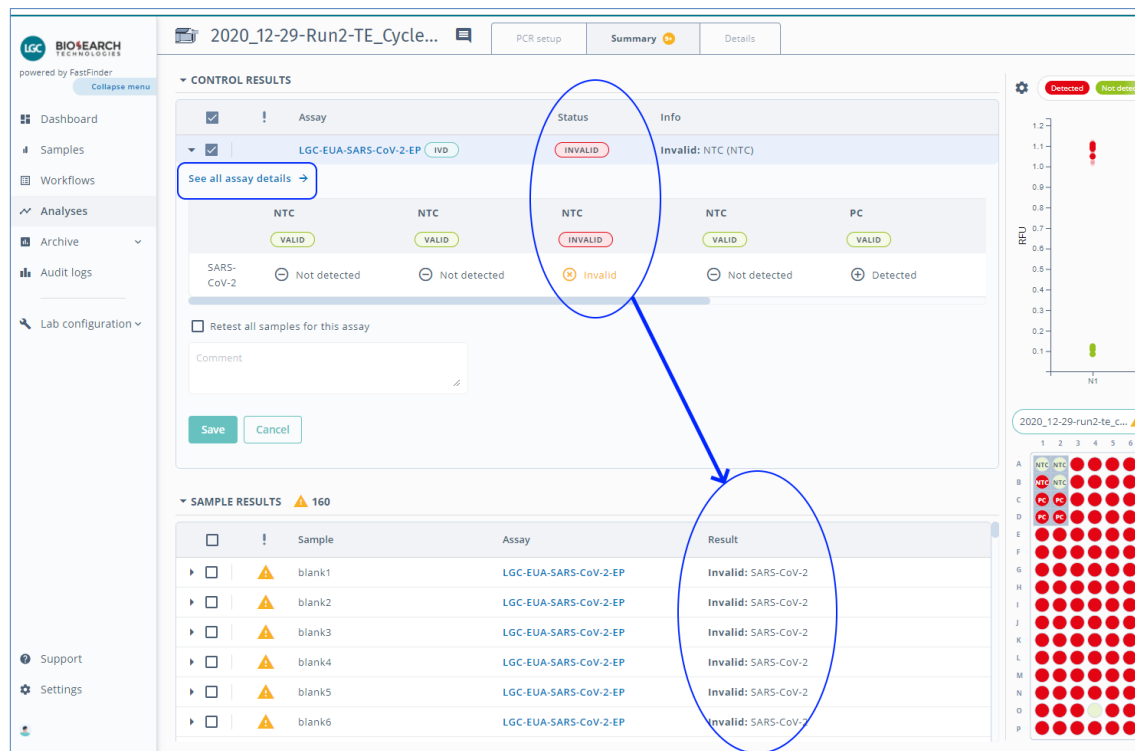 LGC BIOSEARCH
TECHNOLOGIES
powered by FastFinder
Collapse menu
Dashboard
Samples
Workflows
Analyses
Archive
Audit logs
Lab configuration
Support
Settings
2020_12-29-Run2-TE_Cycle...
PCR setup
Summary 9+
Details
CONTROL RESULTS
! Assay Status Info
LGC-EUA-SARS-CoV-2-EP IVD INVALID Invalid: NTC (NTC)
See all assay details →
NTC NTC NTC NTC PC
VALID VALID INVALID VALID VALID
SARS-
CoV-2
Not detected Not detected Invalid Not detected Detected
Retest all samples for this assay
Comment
Save Cancel
SAMPLE RESULTS 160
! Sample Assay Result
blank1 LGC-EUA-SARS-CoV-2-EP Invalid: SARS-CoV-2
blank2 LGC-EUA-SARS-CoV-2-EP Invalid: SARS-CoV-2
blank3 LGC-EUA-SARS-CoV-2-EP Invalid: SARS-CoV-2
blank4 LGC-EUA-SARS-CoV-2-EP Invalid: SARS-CoV-2
blank5 LGC-EUA-SARS-CoV-2-EP Invalid: SARS-CoV-2
blank6 LGC-EUA-SARS-CoV-2-EP Invalid: SARS-CoV-2
Detected Not detec
1.2
1.1
1.0
0.9
0.8
0.7
0.6
0.5
0.4
0.3
0.2
0.1
RFU
N1
2020_12-29-run2-te_c...
1 2 3 4 5 6
A NTC NTC
B NTC NTC
C PC PC
D PC PC
E
F
G
H
I
J
K
L
M
N
O
P